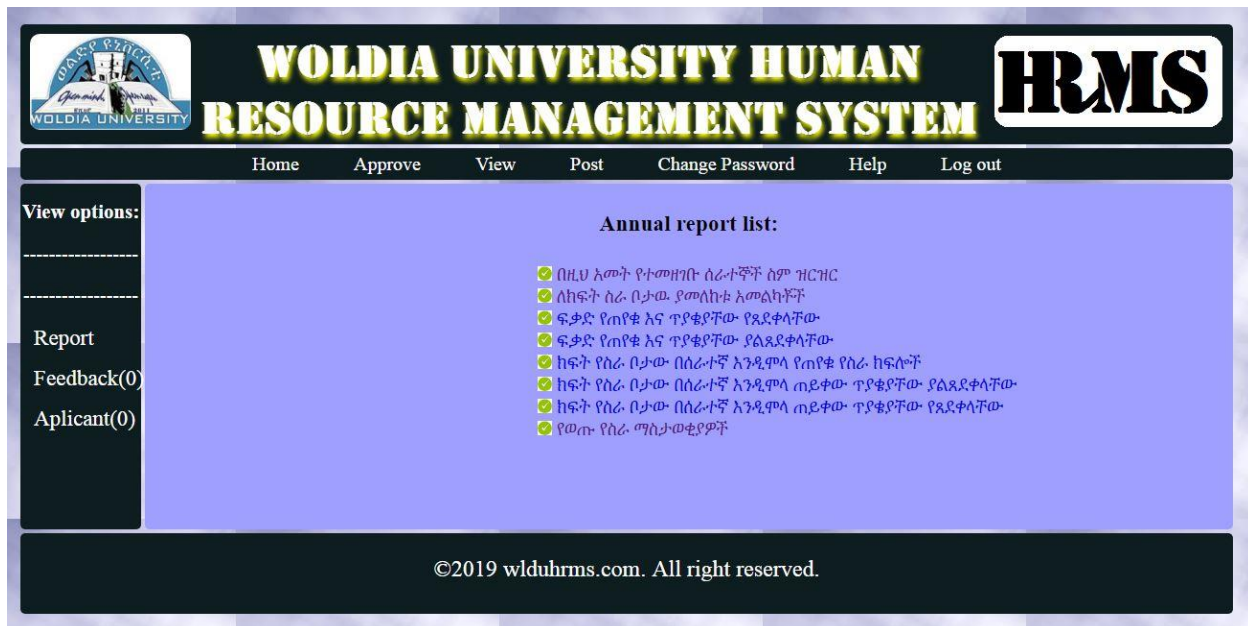 ወልድያ ዩኒቨርሲቲ
WOLDIA UNIVERSITY
WOLDIA UNIVERSITY HUMAN
RESOURCE MANAGEMENT SYSTEM
HRMS
Home Approve View Post Change Password Help Log out
View options:
------------------
------------------
Report
Feedback(0)
Aplicant(0)
Annual report list:
በዚህ አመት የተመዘገቡ ሰራተኞች ስም ዝርዝር
ለክፍት ስራ ቦታዉ ያመለከቱ አመልካቾች
ፍቃድ የጠየቁ እና ጥያቄያቸው የጸደቀላቸው
ፍቃድ የጠየቁ እና ጥያቄያቸው ያልጸደቀላቸው
ክፍት የስራ ቦታው በሰራተኛ እንዲሞላ የጠየቁ የስራ ክፍሎች
ክፍት የስራ ቦታው በሰራተኛ እንዲሞላ ጠይቀው ጥያቄያቸው ያልጸደቀላቸው
ክፍት የስራ ቦታው በሰራተኛ እንዲሞላ ጠይቀው ጥያቄያቸው የጸደቀላቸው
የወጡ የስራ ማስታወቂያዎች
©2019 wlduhrms.com. All right reserved.